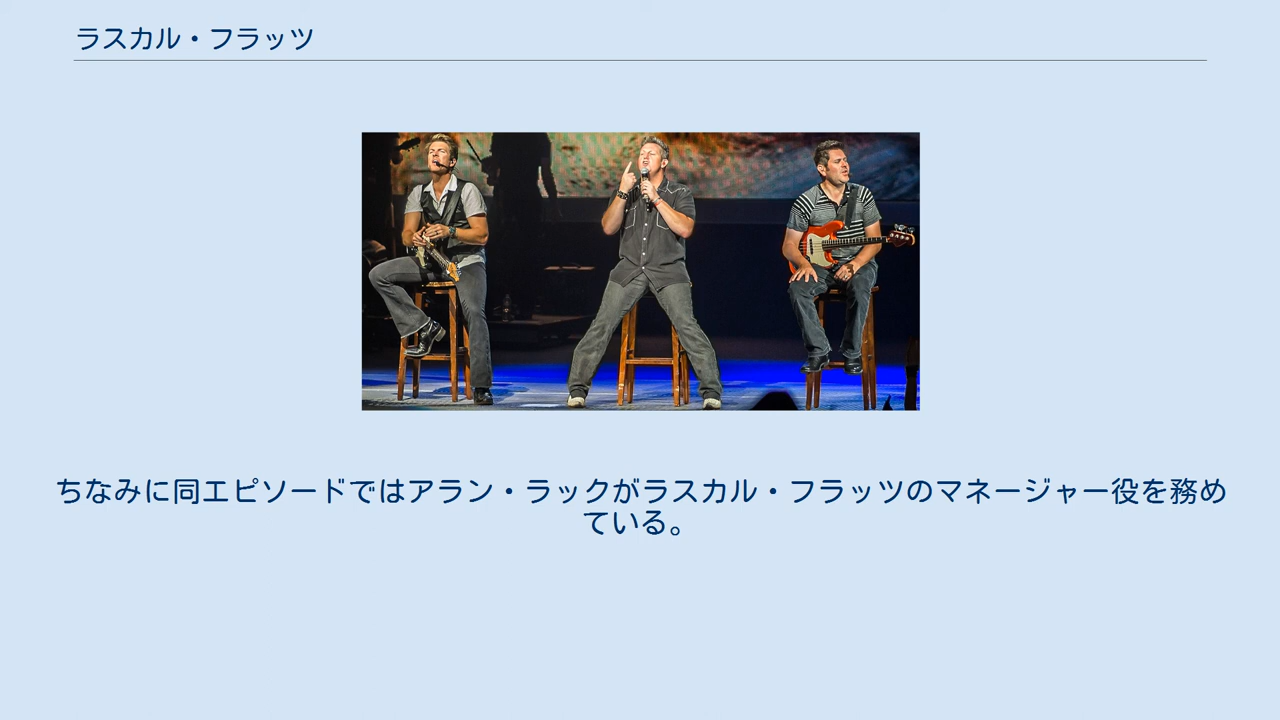 ラスカル・フラッツ
ちなみに同エピソードではアラン・ラックがラスカル・フラッツのマネージャー役を務め
ている。